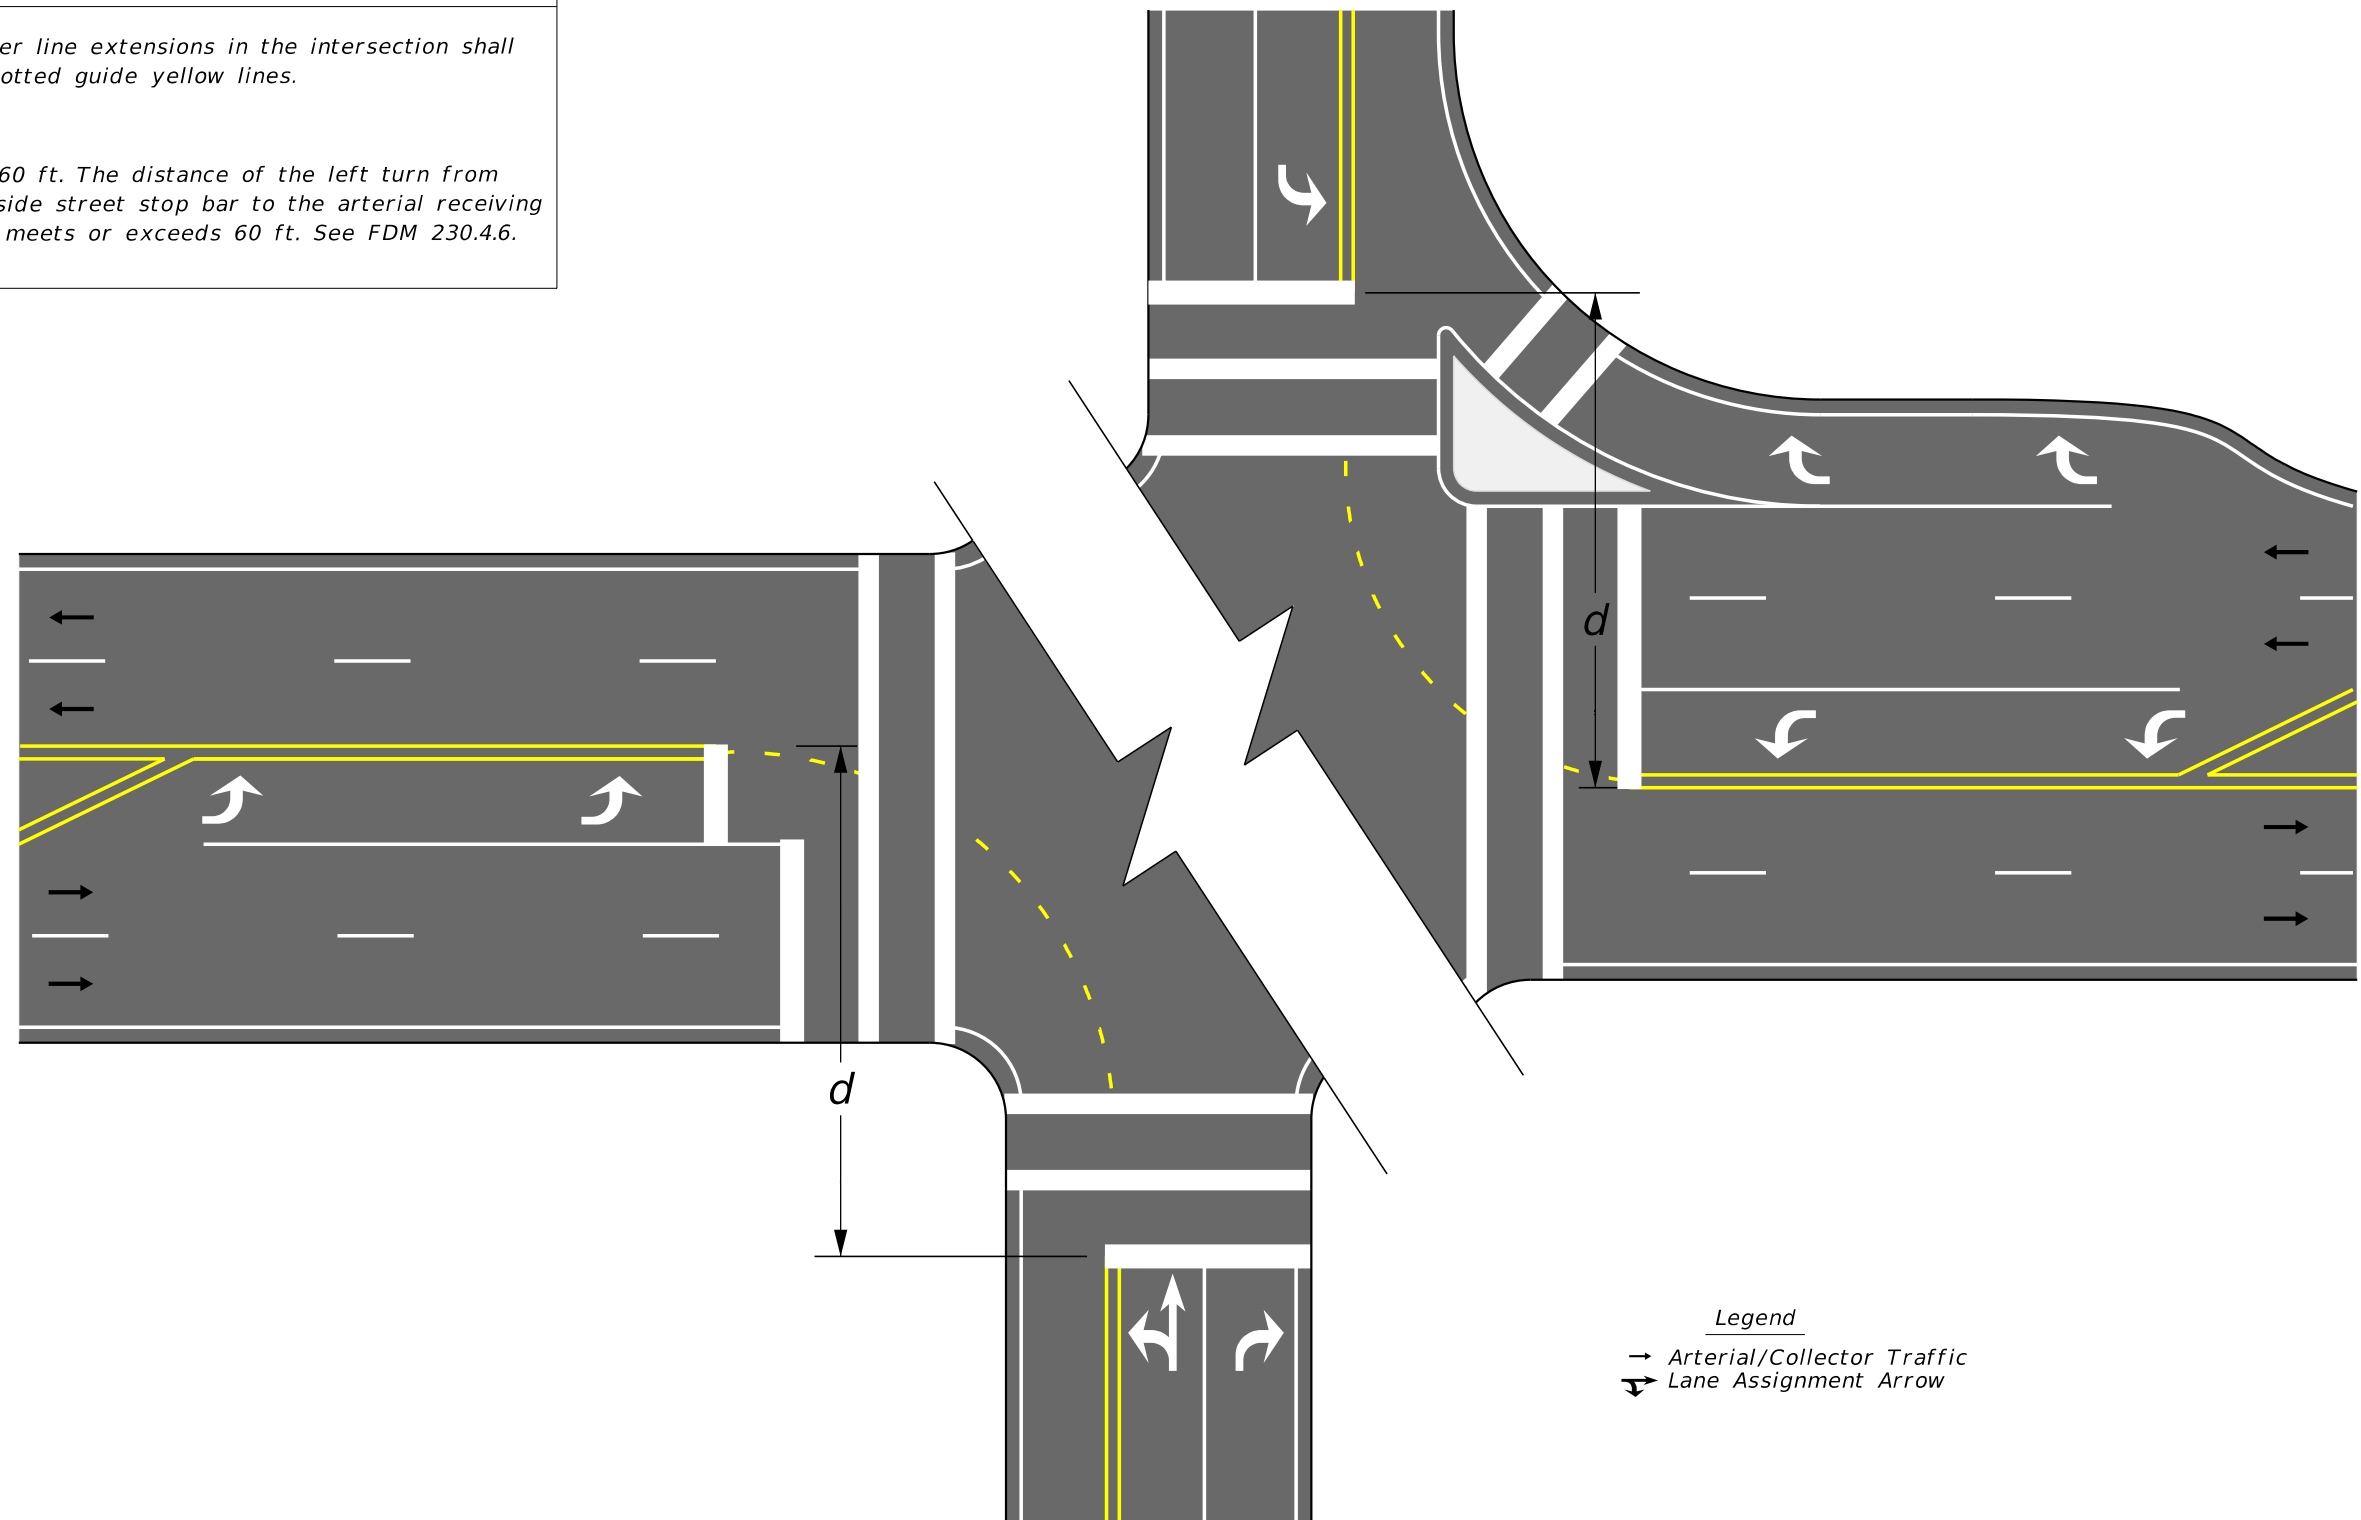 er line extensions in the intersection shall
otted guide yellow lines.
60 ft. The distance of the left turn from
side street stop bar to the arterial receiving
meets or exceeds 60 ft. See FDM 230.4.6.
d
d
Legend
Arterial/Collector Traffic
Lane Assignment Arrow